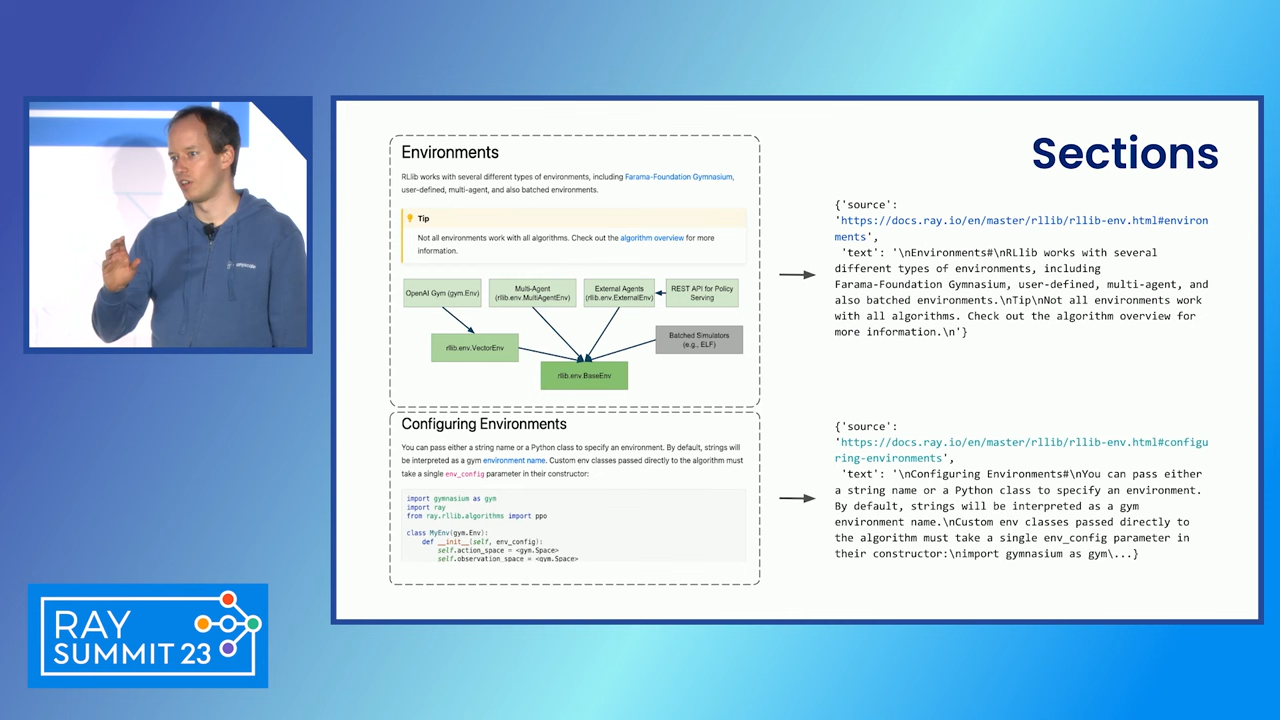 Sections
Environments
RLlib works with several different types of environments, including Farama-Foundation Gymnasium,
user-defined, multi-agent, and also batched environments.
Tip
Not all environments work with all algorithms. Check out the algorithm overview for more
information.
OpenAI Gym (gym.Env)
Multi-Agent
(rllib.env.MultiAgentEnv)
External Agents
(rllib.env.ExternalEnv)
REST API for Policy
Serving
rllib.env.VectorEnv
Batched Simulators
(e.g., ELF)
rllib.env.BaseEnv
{'source':
'https://docs.ray.io/en/master/rllib/rllib-env.html#environ
ments',
'text': '\nEnvironments#\nRLlib works with several
different types of environments, including
Farama-Foundation Gymnasium, user-defined, multi-agent, and
also batched environments.\nTip\nNot all environments work
with all algorithms. Check out the algorithm overview for
more information.\n'}
Configuring Environments
You can pass either a string name or a Python class to specify an environment. By default, strings will
be interpreted as a gym environment name. Custom env classes passed directly to the algorithm must
take a single env_config parameter in their constructor:
import gymnasium as gym
import ray
from ray.rllib.algorithms import ppo
class MyEnv(gym.Env):
def __init__(self, env_config):
self.action_space = <gym.Space>
self.observation_space = <gym.Space>
{'source':
'https://docs.ray.io/en/master/rllib/rllib-env.html#configu
ring-environments',
'text': '\nConfiguring Environments#\nYou can pass either
a string name or a Python class to specify an environment.
By default, strings will be interpreted as a gym
environment name.\nCustom env classes passed directly to
the algorithm must take a single env_config parameter in
their constructor:\nimport gymnasium as gym\...}
RAY
SUMMIT 23